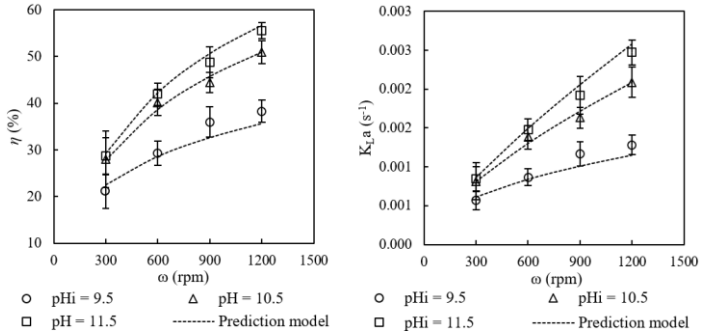 60
50
40
30
20
10
η (%)
0 300 600 900 1200 1500
ω (rpm)
pHi = 9.5 pH = 10.5
pH = 11.5 Prediction model
0.003
0.003
0.002
0.002
0.001
0.001
0.000
K_La (s⁻¹)
0 300 600 900 1200 1500
ω (rpm)
pHi = 9.5 pHi = 10.5
pHi = 11.5 Prediction model